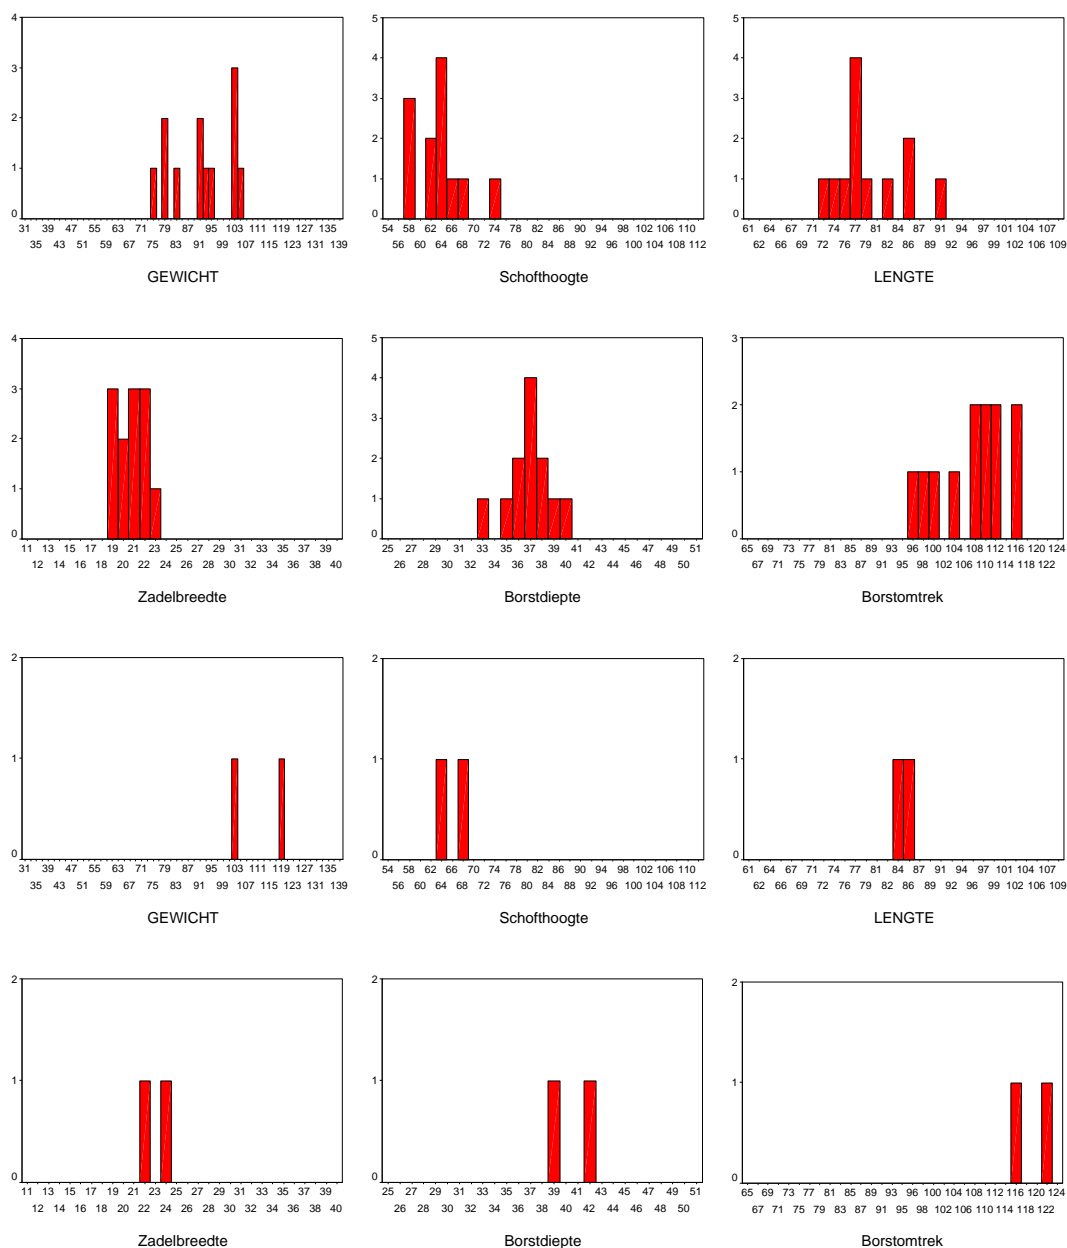 4 3 2 1 0
31 39 47 55 63 71 79 87 95 103 111 119 127 135
35 43 51 59 67 75 83 91 99 107 115 123 131 139
GEWICHT
5 4 3 2 1 0
54 58 62 66 70 74 78 82 86 90 94 98 102 106 110
56 60 64 68 72 76 80 84 88 92 96 100 104 108 112
Schofthoogte
5 4 3 2 1 0
61 64 67 71 74 77 81 84 87 91 94 97 101 104 107
62 66 69 72 76 79 82 86 89 92 96 99 102 106 109
LENGTE
4 3 2 1 0
11 13 15 17 19 21 23 25 27 29 31 33 35 37 39
12 14 16 18 20 22 24 26 28 30 32 34 36 38 40
Zadelbreedte
5 4 3 2 1 0
25 27 29 31 33 35 37 39 41 43 45 47 49 51
26 28 30 32 34 36 38 40 42 44 46 48 50
Borstdiepte
3 2 1 0
65 69 73 77 81 85 89 93 96 100 104 108 112 116 120 124
67 71 75 79 83 87 91 95 98 102 106 110 114 118 122
Borstomtrek
2 1 0
31 39 47 55 63 71 79 87 95 103 111 119 127 135
35 43 51 59 67 75 83 91 99 107 115 123 131 139
GEWICHT
2 1 0
54 58 62 66 70 74 78 82 86 90 94 98 102 106 110
56 60 64 68 72 76 80 84 88 92 96 100 104 108 112
Schofthoogte
2 1 0
61 64 67 71 74 77 81 84 87 91 94 97 101 104 107
62 66 69 72 76 79 82 86 89 92 96 99 102 106 109
LENGTE
2 1 0
11 13 15 17 19 21 23 25 27 29 31 33 35 37 39
12 14 16 18 20 22 24 26 28 30 32 34 36 38 40
Zadelbreedte
2 1 0
25 27 29 31 33 35 37 39 41 43 45 47 49 51
26 28 30 32 34 36 38 40 42 44 46 48 50
Borstdiepte
2 1 0
65 69 73 77 81 85 89 93 96 100 104 108 112 116 120 124
67 71 75 79 83 87 91 95 98 102 106 110 114 118 122
Borstomtrek